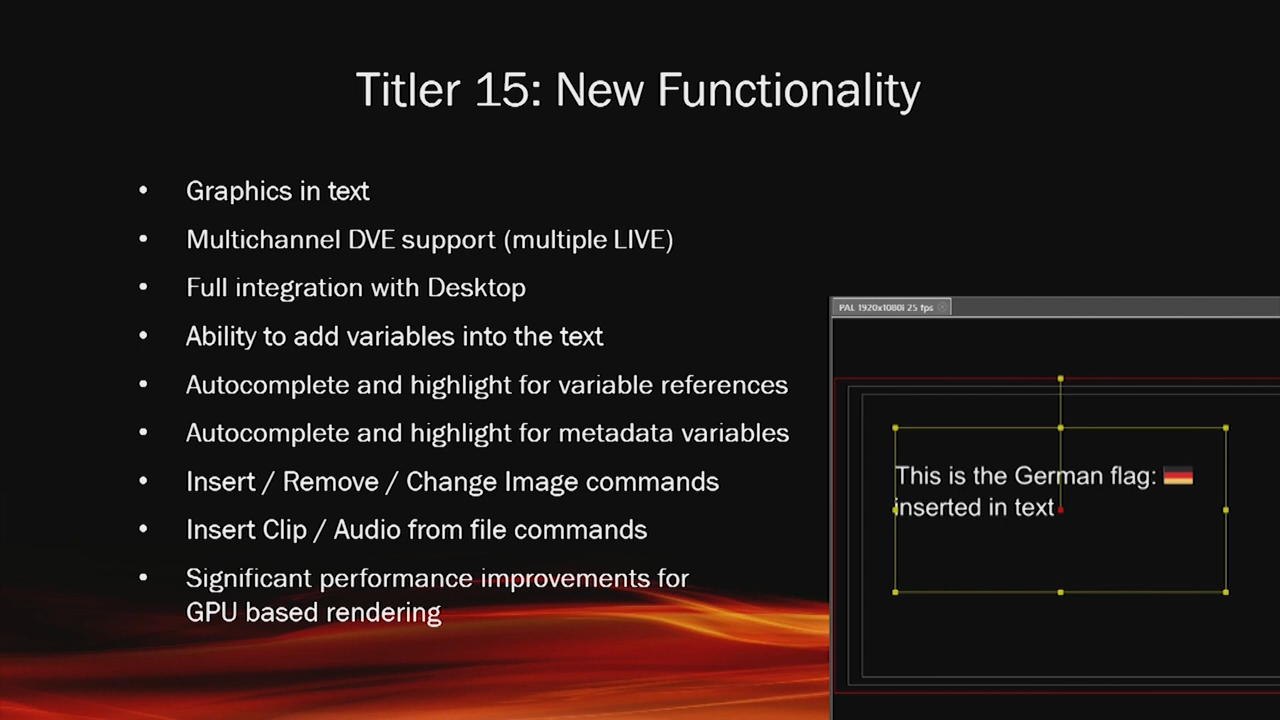 Titler 15: New Functionality
• Graphics in text
• Multichannel DVE support (multiple LIVE)
• Full integration with Desktop
• Ability to add variables into the text
• Autocomplete and highlight for variable references
• Autocomplete and highlight for metadata variables
• Insert / Remove / Change Image commands
• Insert Clip / Audio from file commands
• Significant performance improvements for
GPU based rendering
PAL 1920x1080i 25 fps
This is the German flag:
inserted in text